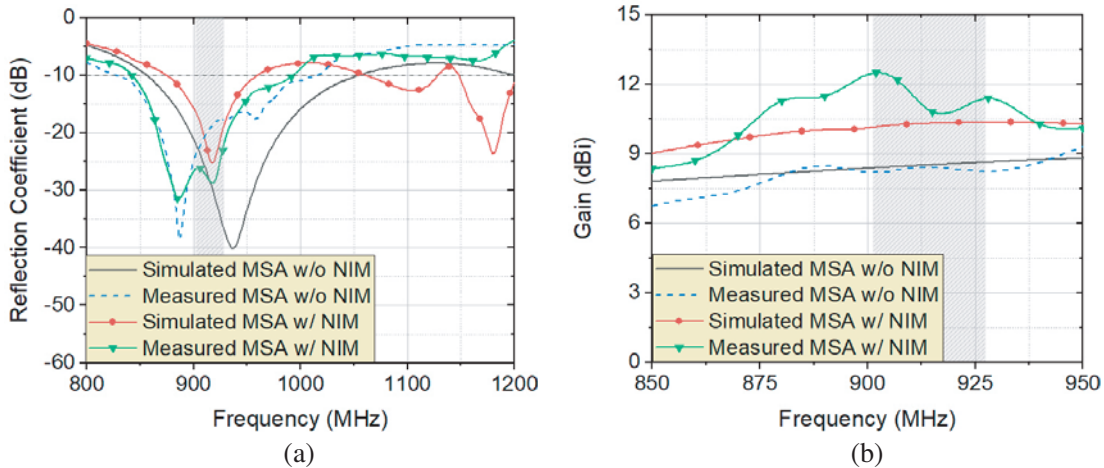 0
-10
-20
-30
-40
-50
-60
Reflection Coefficient (dB)
Simulated MSA w/o NIM
Measured MSA w/o NIM
Simulated MSA w/ NIM
Measured MSA w/ NIM
800
900
1000
1100
1200
Frequency (MHz)
(a)
15
12
9
6
3
0
Gain (dBi)
Simulated MSA w/o NIM
Measured MSA w/o NIM
Simulated MSA w/ NIM
Measured MSA w/ NIM
850
875
900
925
950
Frequency (MHz)
(b)